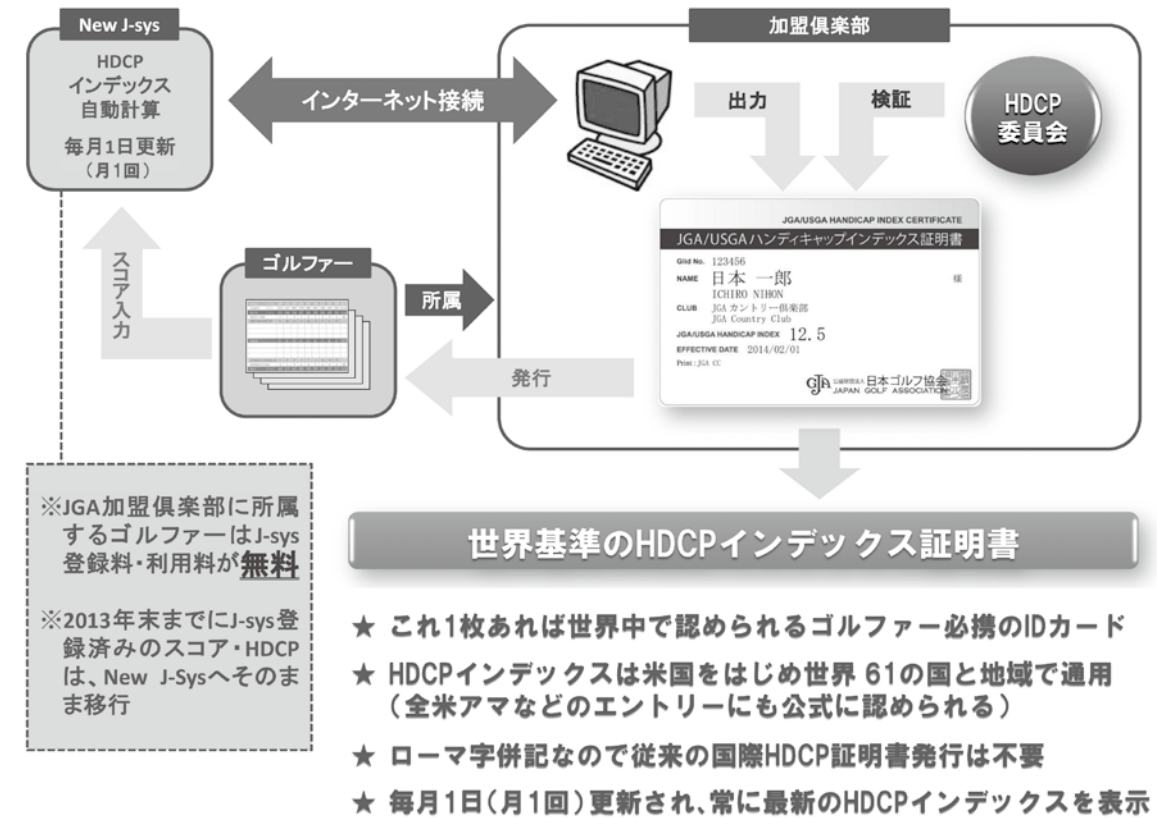 New J-sys
HDCP
インデックス
自動計算
毎月1日更新
（月1回）
インターネット接続
加盟倶楽部
出力
検証
HDCP
委員会
JGA/USGA HANDICAP INDEX CERTIFICATE
JGA/USGAハンディキャップインデックス証明書
Glid No. 123456
NAME 日本 一郎 様
ICHIRO NIHON
CLUB JGA カントリー倶楽部
JGA Country Club
JGA/USGA HANDICAP INDEX 12.5
EFFECTIVE DATE 2014/02/01
Print : JGA CC
JGA 公益財団法人 日本ゴルフ協会
JAPAN GOLF ASSOCIATION
スコア入力
ゴルファー
所属
発行
※JGA加盟倶楽部に所属
するゴルファーはJ-sys
登録料・利用料が無料
※2013年末までにJ-sys登
録済みのスコア・HDCP
は、New J-Sysへそのま
ま移行
世界基準のHDCPインデックス証明書
★ これ1枚あれば世界中で認められるゴルファー必携のIDカード
★ HDCPインデックスは米国をはじめ世界 61の国と地域で通用
（全米アマなどのエントリーにも公式に認められる）
★ ローマ字併記なので従来の国際HDCP証明書発行は不要
★ 毎月1日（月1回）更新され、常に最新のHDCPインデックスを表示